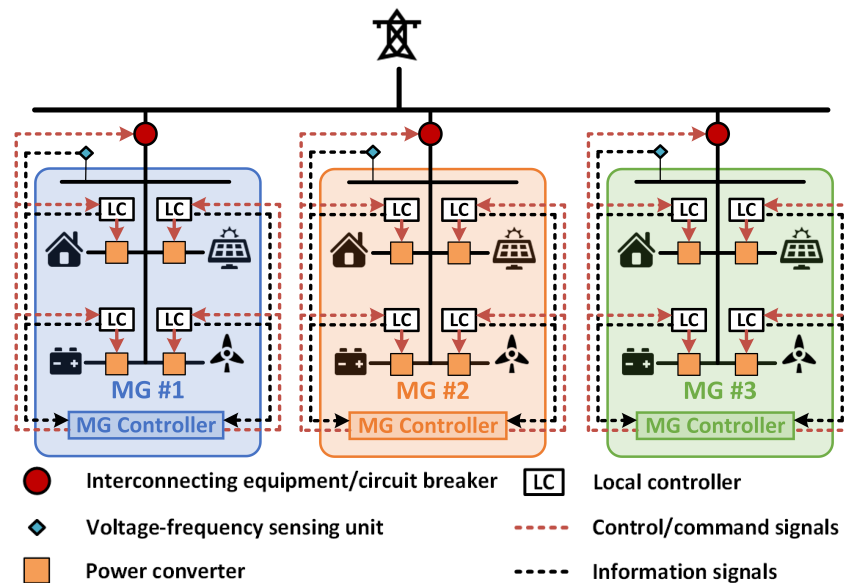 LC LC LC LC LC LC
LC LC LC LC LC LC
MG #1 MG #2 MG #3
MG Controller MG Controller MG Controller
Interconnecting equipment/circuit breaker LC Local controller
Voltage-frequency sensing unit Control/command signals
Power converter Information signals